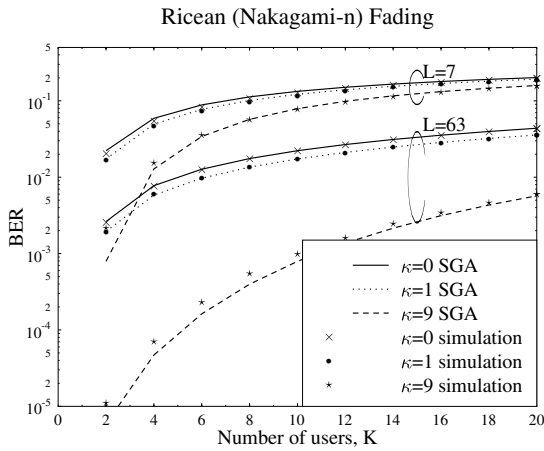 Ricean (Nakagami-n) Fading
5
2
10^-1
5
2
10^-2
5
2
10^-3
5
2
10^-4
5
2
10^-5
BER
L=7
L=63
κ=0 SGA
κ=1 SGA
κ=9 SGA
κ=0 simulation
κ=1 simulation
κ=9 simulation
0 2 4 6 8 10 12 14 16 18 20
Number of users, K